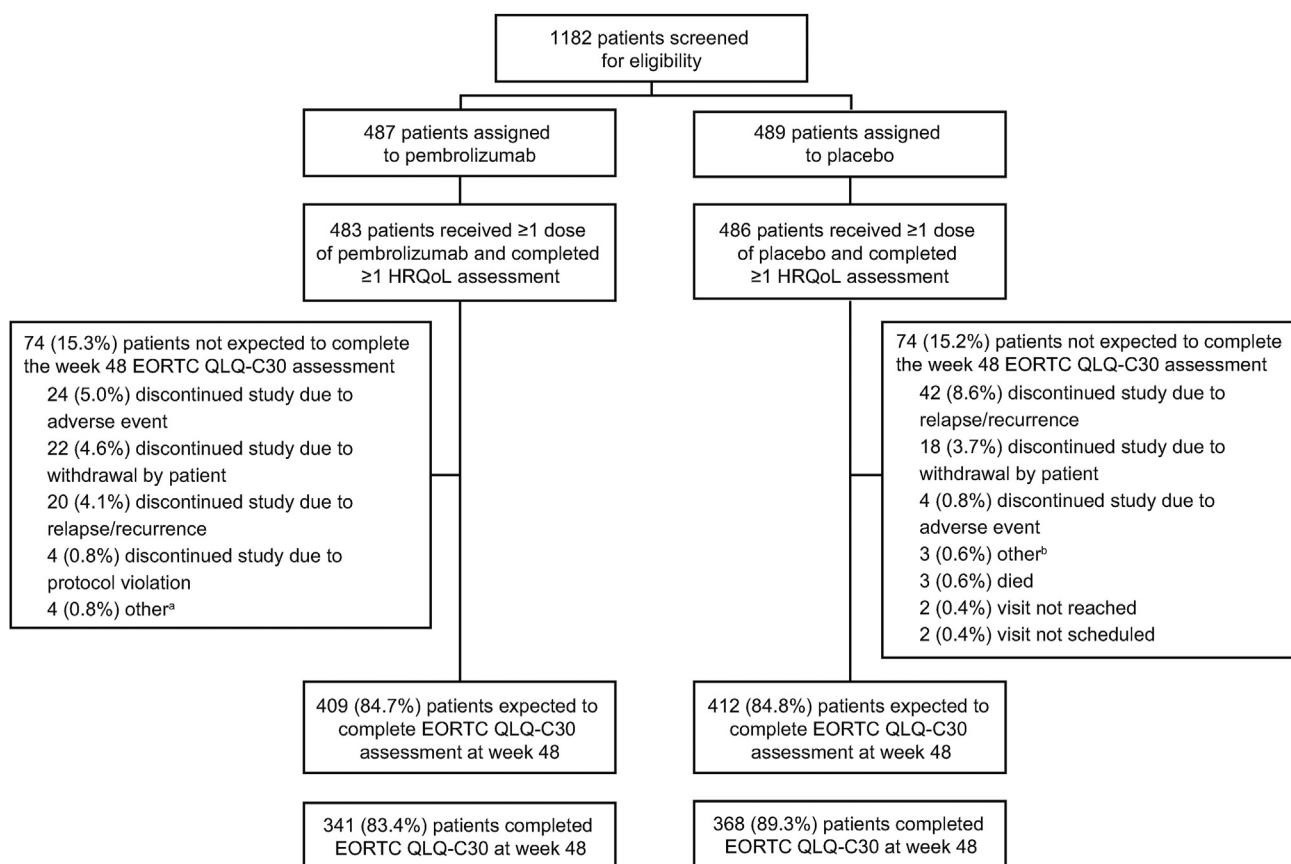 1182 patients screened
for eligibility
487 patients assigned
to pembrolizumab
489 patients assigned
to placebo
483 patients received ≥1 dose
of pembrolizumab and completed
≥1 HRQoL assessment
486 patients received ≥1 dose
of placebo and completed
≥1 HRQoL assessment
74 (15.3%) patients not expected to complete
the week 48 EORTC QLQ-C30 assessment
24 (5.0%) discontinued study due to
adverse event
22 (4.6%) discontinued study due to
withdrawal by patient
20 (4.1%) discontinued study due to
relapse/recurrence
4 (0.8%) discontinued study due to
protocol violation
4 (0.8%) otherᵃ
74 (15.2%) patients not expected to complete
the week 48 EORTC QLQ-C30 assessment
42 (8.6%) discontinued study due to
relapse/recurrence
18 (3.7%) discontinued study due to
withdrawal by patient
4 (0.8%) discontinued study due to
adverse event
3 (0.6%) otherᵇ
3 (0.6%) died
2 (0.4%) visit not reached
2 (0.4%) visit not scheduled
409 (84.7%) patients expected to
complete EORTC QLQ-C30
assessment at week 48
412 (84.8%) patients expected to
complete EORTC QLQ-C30
assessment at week 48
341 (83.4%) patients completed
EORTC QLQ-C30 at week 48
368 (89.3%) patients completed
EORTC QLQ-C30 at week 48